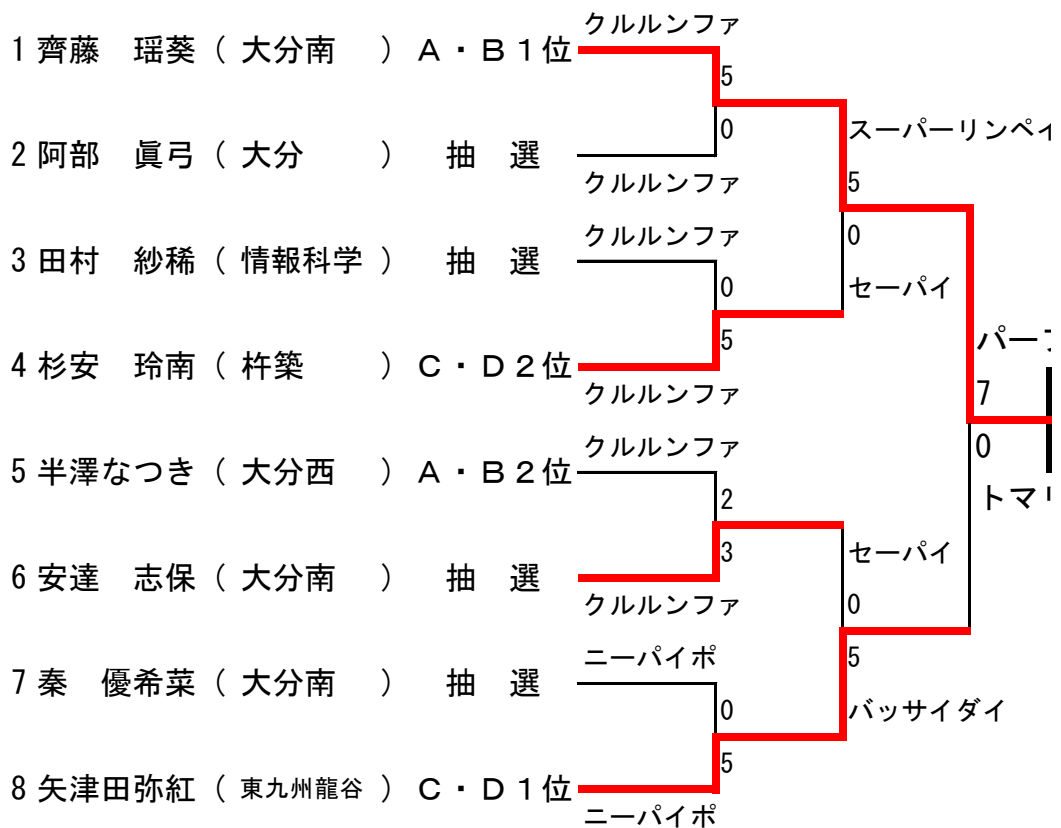 クルルンファ
1 齊藤　瑶葵 （ 大分南 ） Ａ・Ｂ１位
5
0
スーパーリンペイ
2 阿部　眞弓 （ 大分 ） 抽　選
クルルンファ
5
クルルンファ
0
3 田村　紗稀 （ 情報科学 ） 抽　選
0
セーパイ
5
パーフ
4 杉安　玲南 （ 杵築 ） Ｃ・Ｄ２位
クルルンファ
7
クルルンファ
0
5 半澤なつき （ 大分西 ） Ａ・Ｂ２位
2
トマリ
3
セーパイ
6 安達　志保 （ 大分南 ） 抽　選
クルルンファ
0
ニーパイポ
5
7 秦　優希菜 （ 大分南 ） 抽　選
0
バッサイダイ
5
8 矢津田弥紅 （ 東九州龍谷 ） Ｃ・Ｄ１位
ニーパイポ